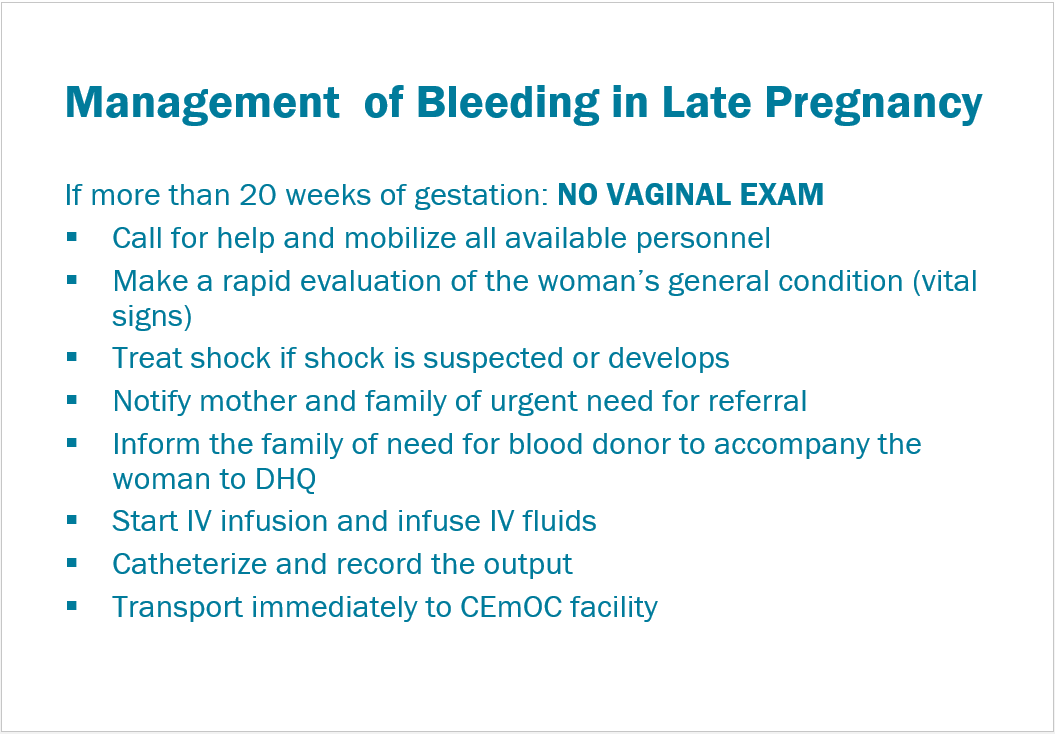 Management  of Bleeding in Late Pregnancy
If more than 20 weeks of gestation: NO VAGINAL EXAM
▪ Call for help and mobilize all available personnel
▪ Make a rapid evaluation of the woman’s general condition (vital
signs)
▪ Treat shock if shock is suspected or develops
▪ Notify mother and family of urgent need for referral
▪ Inform the family of need for blood donor to accompany the
woman to DHQ
▪ Start IV infusion and infuse IV fluids
▪ Catheterize and record the output
▪ Transport immediately to CEmOC facility